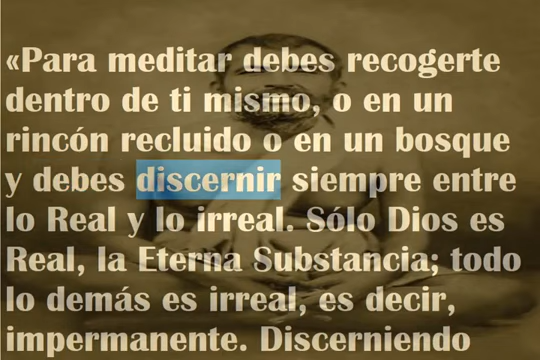 «Para meditar debes recogerte
dentro de ti mismo, o en un
rincón recluido o en un bosque
y debes discernir siempre entre
lo Real y lo irreal. Sólo Dios es
Real, la Eterna Substancia; todo
lo demás es irreal, es decir,
impermanente. Discerniendo